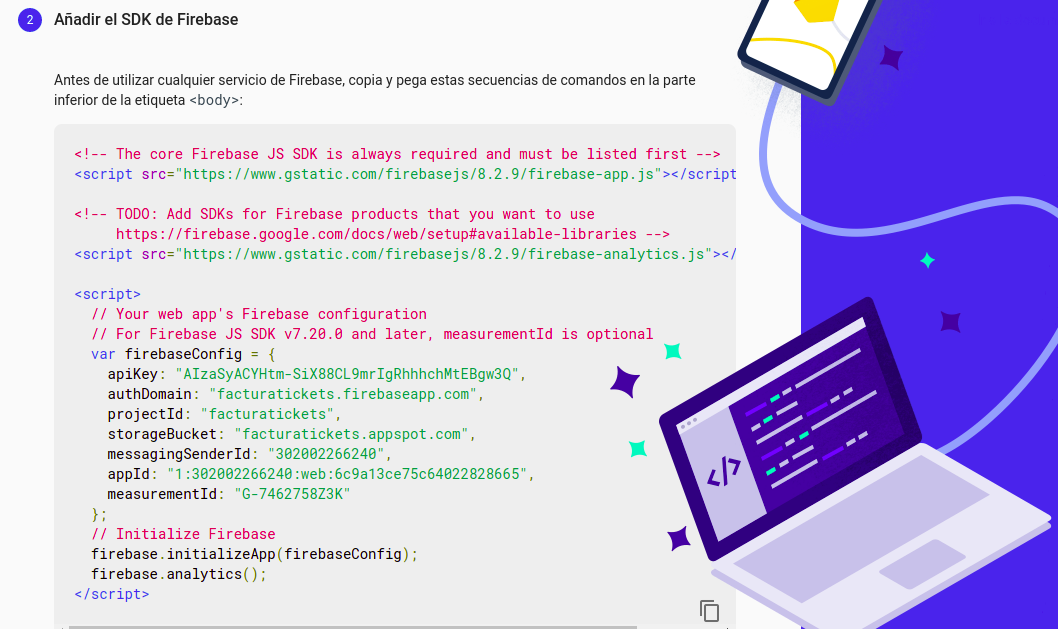 2 Añadir el SDK de Firebase
Antes de utilizar cualquier servicio de Firebase, copia y pega estas secuencias de comandos en la parte
inferior de la etiqueta <body>:
<!-- The core Firebase JS SDK is always required and must be listed first -->
<script src="https://www.gstatic.com/firebasejs/8.2.9/firebase-app.js"></script
<!-- TODO: Add SDKs for Firebase products that you want to use
https://firebase.google.com/docs/web/setup#available-libraries -->
<script src="https://www.gstatic.com/firebasejs/8.2.9/firebase-analytics.js"></
<script>
// Your web app's Firebase configuration
// For Firebase JS SDK v7.20.0 and later, measurementId is optional
var firebaseConfig = {
apiKey: "AIzaSyACYHtm-SiX88CL9mrIgRhhhchMtEBgw3Q",
authDomain: "facturatickets.firebaseapp.com",
projectId: "facturatickets",
storageBucket: "facturatickets.appspot.com",
messagingSenderId: "302002266240",
appId: "1:302002266240:web:6c9a13ce75c64022828665",
measurementId: "G-7462758Z3K"
};
// Initialize Firebase
firebase.initializeApp(firebaseConfig);
firebase.analytics();
</script>
</>